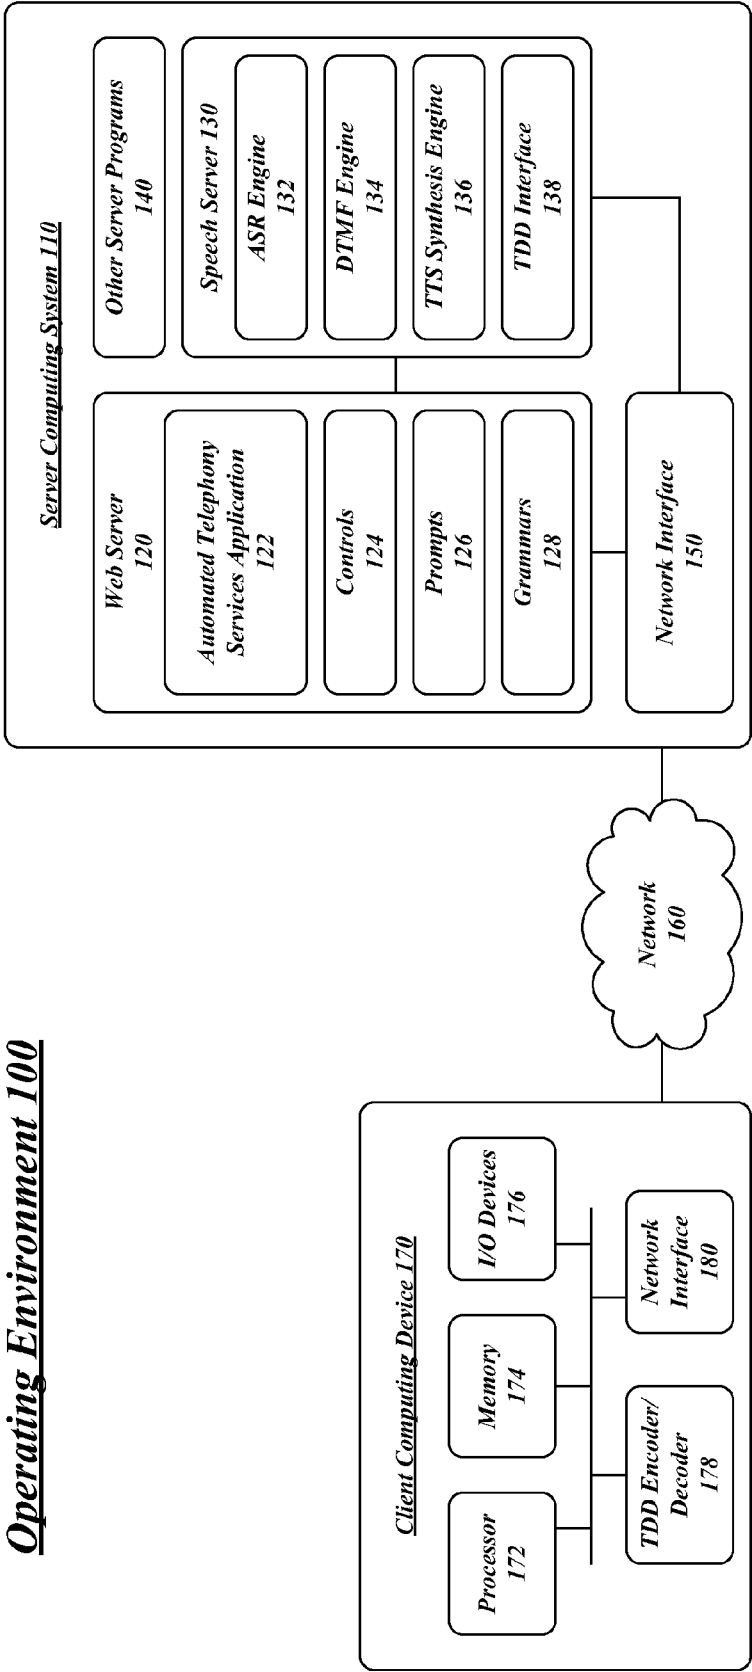 Operating Environment 100
Client Computing Device 170
Processor
172
Memory
174
I/O Devices
176
TDD Encoder/
Decoder
178
Network
Interface
180
Network
160
Server Computing System 110
Web Server
120
Automated Telephony
Services Application
122
Controls
124
Prompts
126
Grammars
128
Other Server Programs
140
Speech Server 130
ASR Engine
132
DTMF Engine
134
TTS Synthesis Engine
136
TDD Interface
138
Network Interface
150